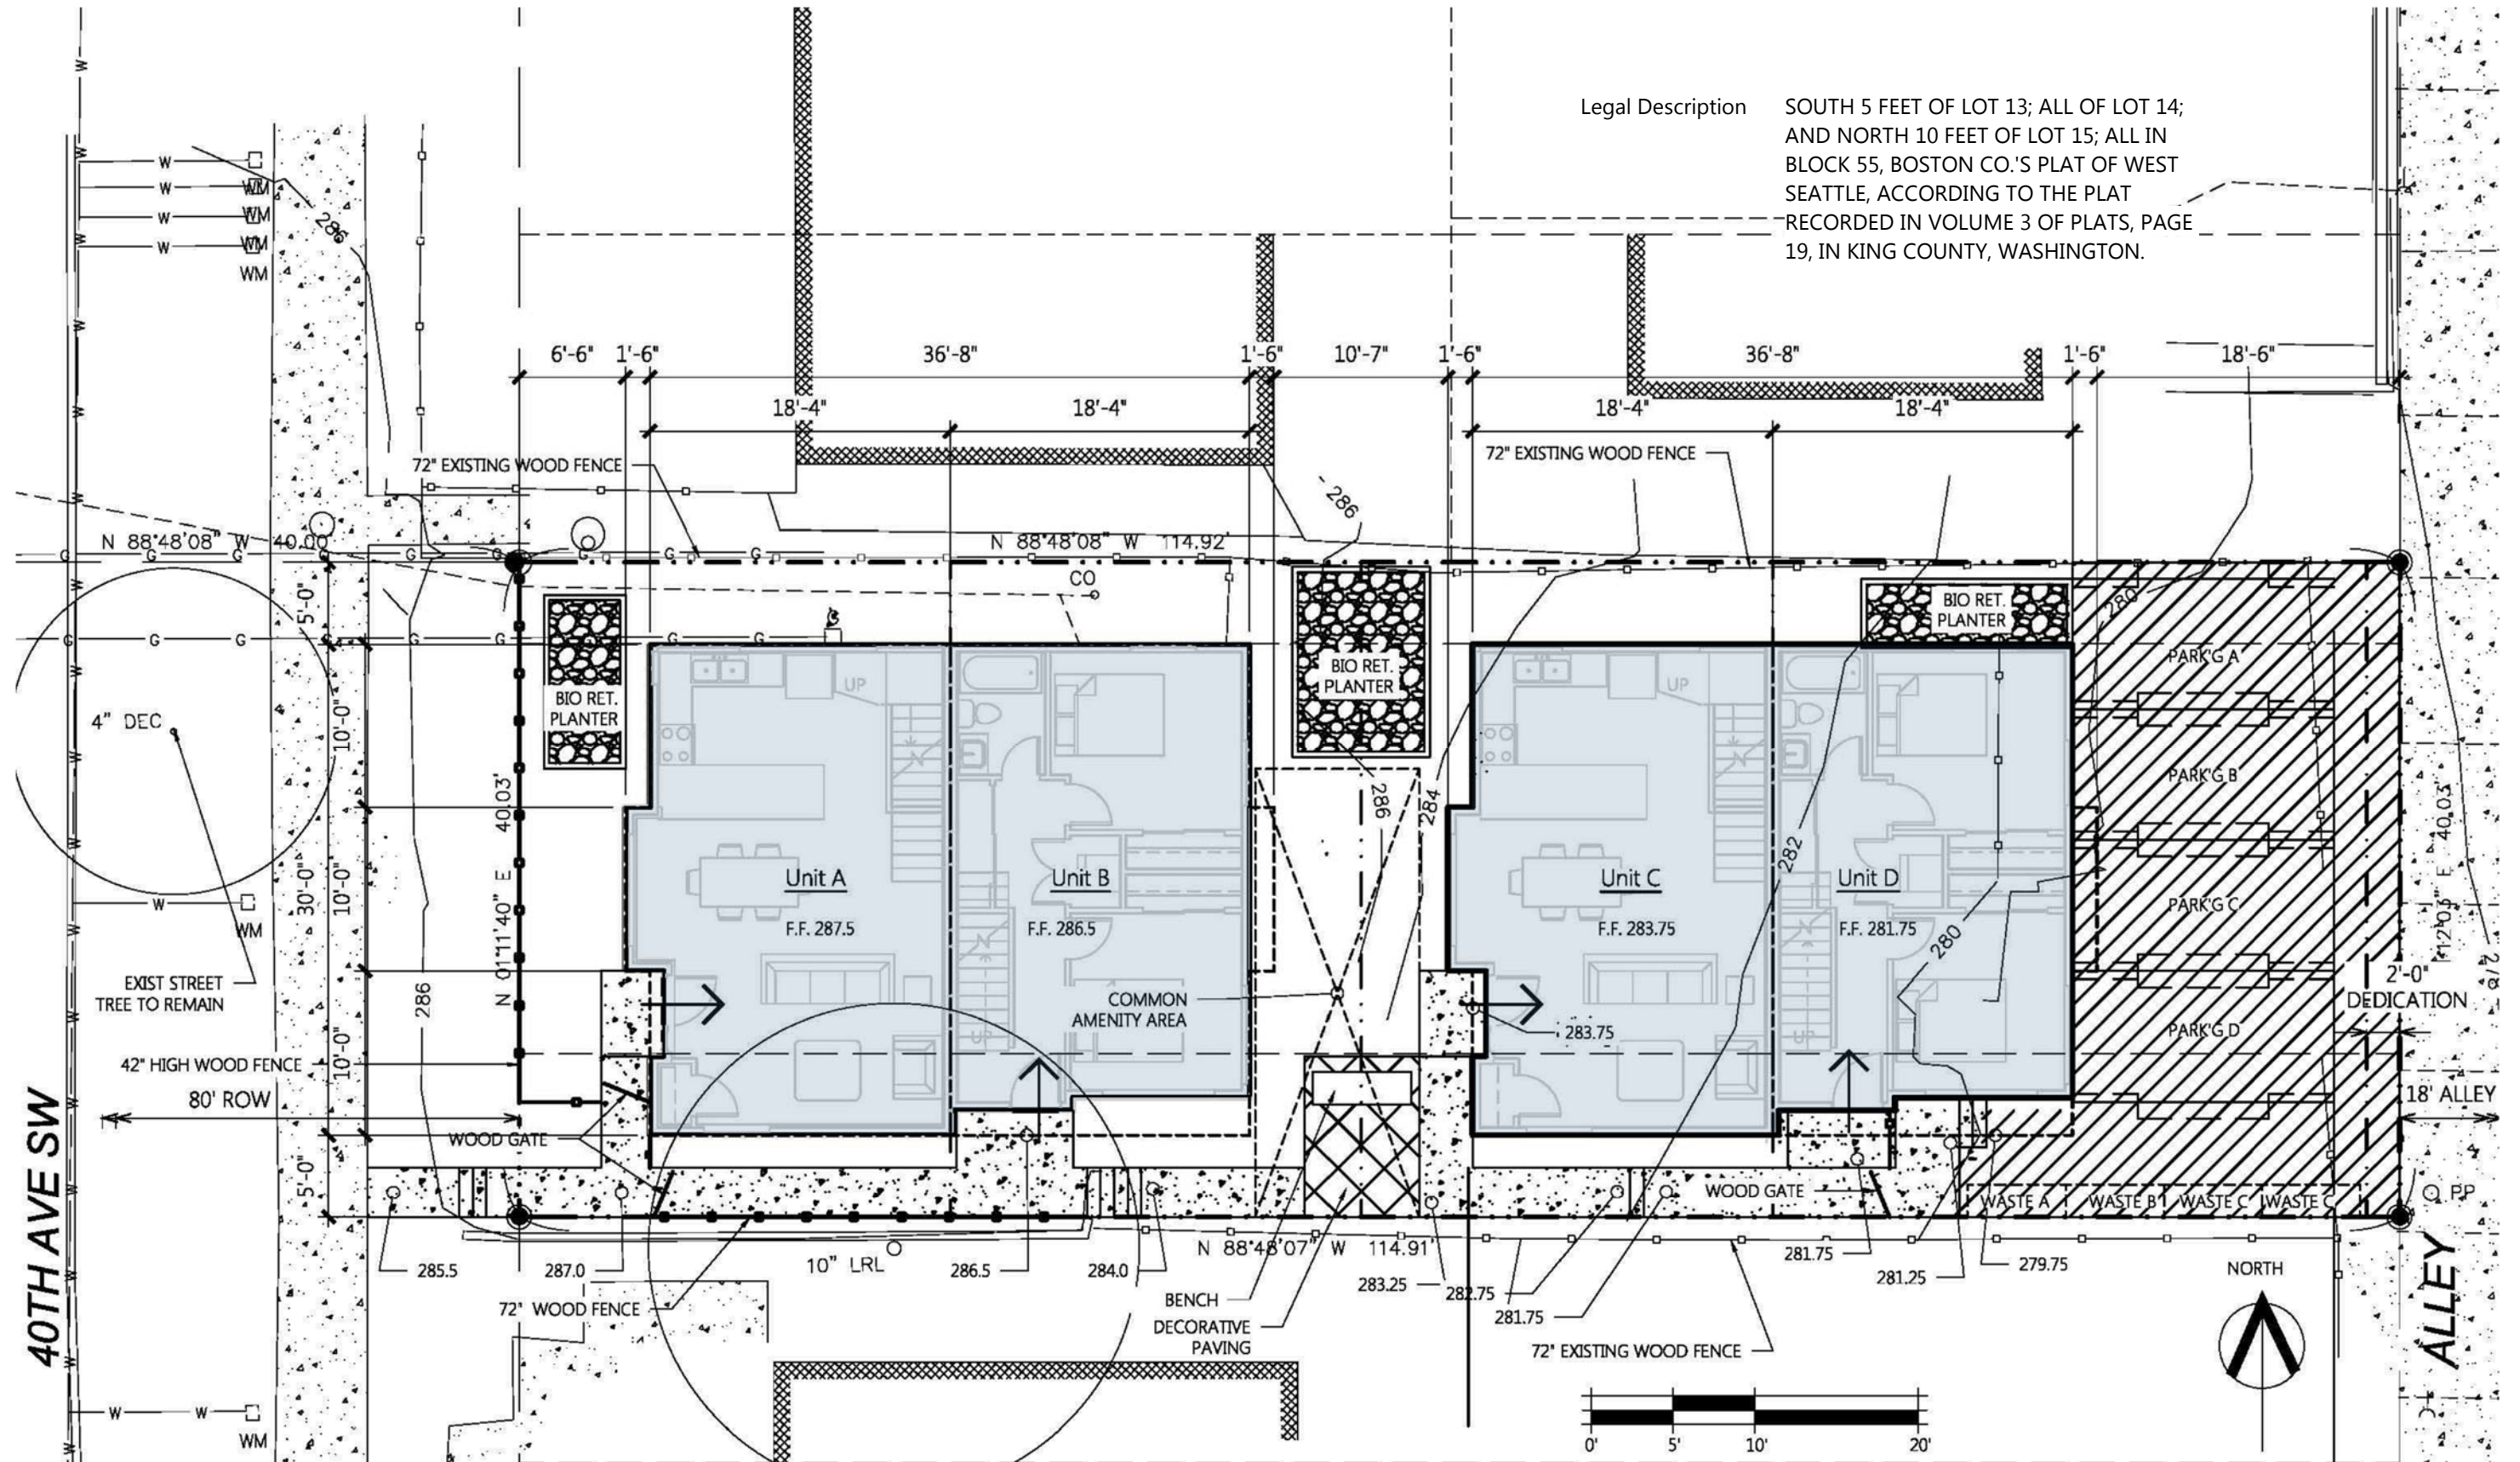 Legal Description
SOUTH 5 FEET OF LOT 13; ALL OF LOT 14;
AND NORTH 10 FEET OF LOT 15; ALL IN
BLOCK 55, BOSTON CO.'S PLAT OF WEST
SEATTLE, ACCORDING TO THE PLAT
RECORDED IN VOLUME 3 OF PLATS, PAGE
19, IN KING COUNTY, WASHINGTON.
W
W
WM
W
WM
W
WM
W
WM
286
6'-6" 1'-6" 36'-8" 1'-6" 10'-7" 1'-6" 36'-8" 1'-6" 18'-6"
18'-4" 18'-4" 18'-4" 18'-4"
72" EXISTING WOOD FENCE
72" EXISTING WOOD FENCE
286
N 88°48'08" W 40.00'
N 88°48'08" W 114.92'
G G G G G G G G
CO
G G G G G G G
5'-0"
10'-0"
30'-0"
10'-0"
10'-0"
5'-0"
4" DEC
BIO RET.
PLANTER
BIO RET.
PLANTER
BIO RET.
PLANTER
280
UP
UP
PARK'G A
PARK'G B
PARK'G C
PARK'G D
N 01°11'40" E 40.03'
286
284
282
280
Unit A
F.F. 287.5
Unit B
F.F. 286.5
Unit C
F.F. 283.75
Unit D
F.F. 281.75
W
WM
EXIST STREET
TREE TO REMAIN
286
COMMON
AMENITY AREA
283.75
UP
UP
2'-0"
DEDICATION
E 40.03'
42" HIGH WOOD FENCE
80' ROW
18' ALLEY
WOOD GATE
WOOD GATE
WASTE A WASTE B WASTE C WASTE C
PP
N 88°48'07" W 114.91'
285.5
287.0
10" LRL
286.5
284.0
283.25
282.75
281.75
281.75
281.25
279.75
72" WOOD FENCE
BENCH
DECORATIVE
PAVING
72" EXISTING WOOD FENCE
NORTH
40TH AVE SW
ALLEY
W W
WM
0' 5' 10' 20'